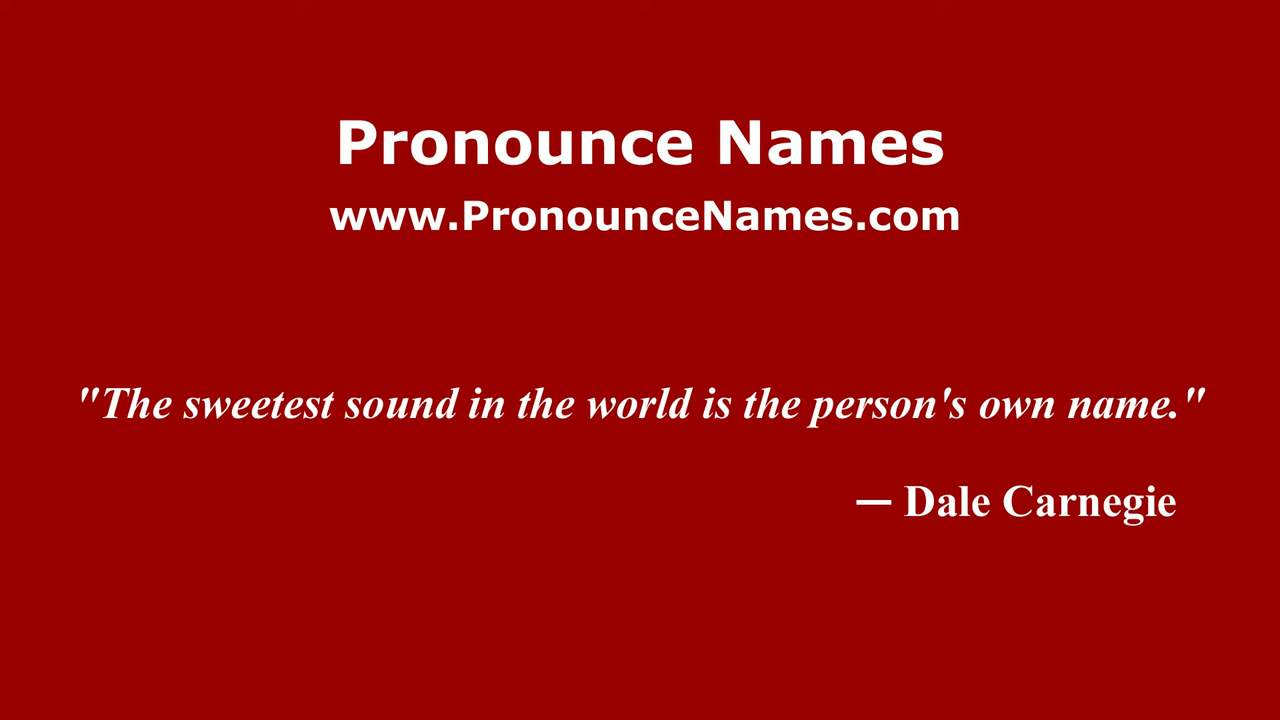 Pronounce Names
www.PronounceNames.com
"The sweetest sound in the world is the person's own name."
— Dale Carnegie